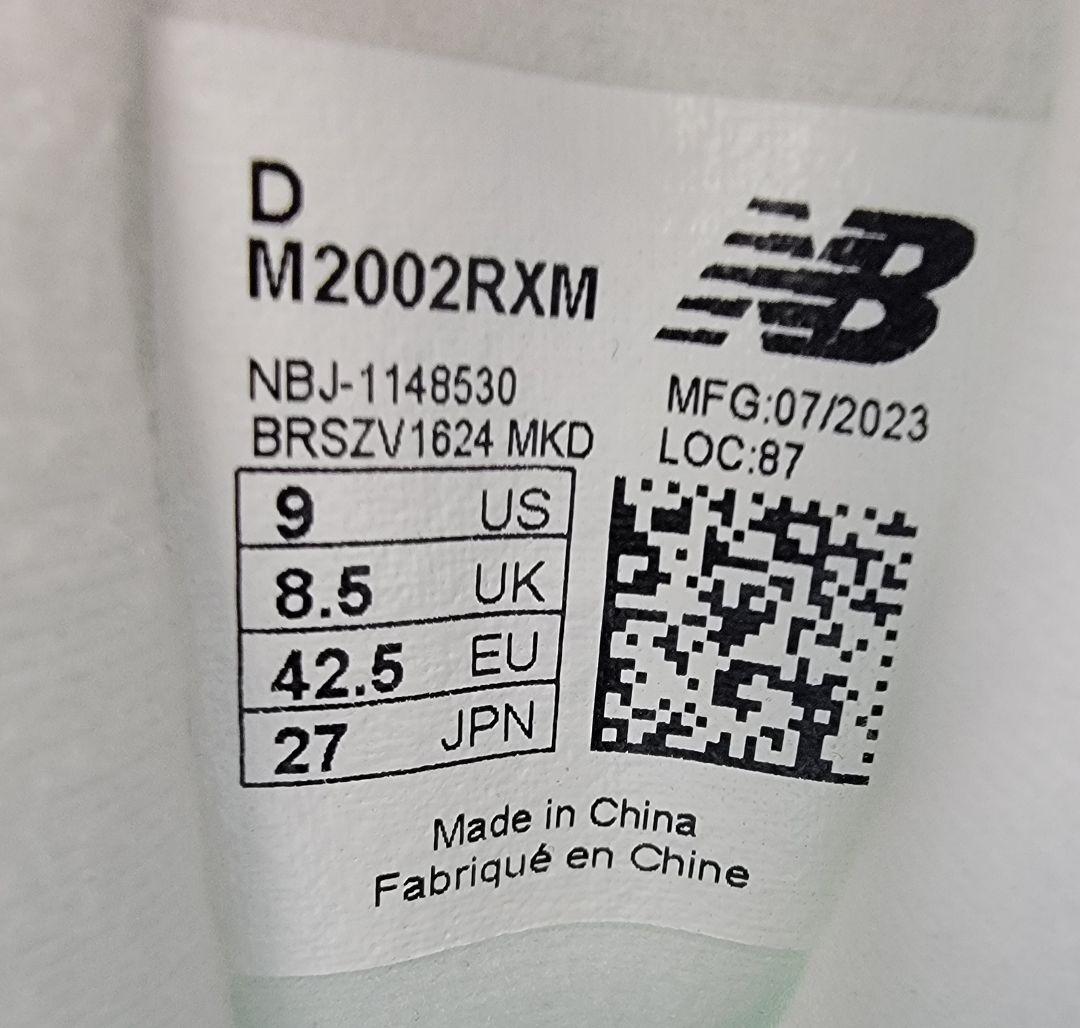 D
M2002RXM
NB
NBJ-1148530
BRSZV1624 MKD
MFG:07/2023
LOC:87
9 US
8.5 UK
42.5 EU
27 JPN
Made in China
Fabriqué en Chine